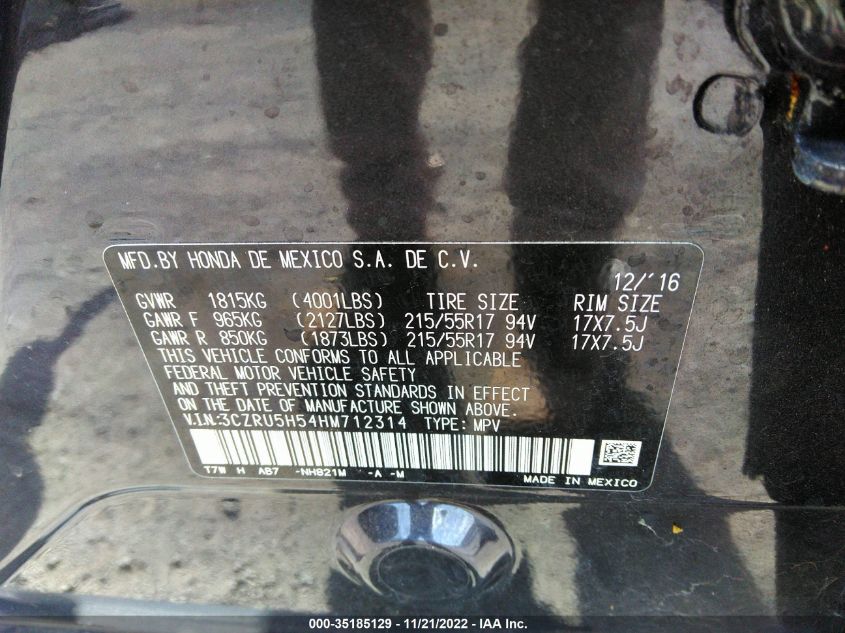 MFD.BY HONDA DE MEXICO S.A. DE C.V.
12/'16
GVWR 1815KG (4001LBS) TIRE SIZE RIM SIZE
GAWR F 965KG (2127LBS) 215/55R17 94V 17X7.5J
GAWR R 850KG (1873LBS) 215/55R17 94V 17X7.5J
THIS VEHICLE CONFORMS TO ALL APPLICABLE
FEDERAL MOTOR VEHICLE SAFETY
AND THEFT PREVENTION STANDARDS IN EFFECT
ON THE DATE OF MANUFACTURE SHOWN ABOVE.
V.I.N:3CZRU5H54HM712314 TYPE: MPV
T7W H AB7 -NH821M -A -M MADE IN MEXICO
000-35185129 - 11/21/2022 - IAA Inc.